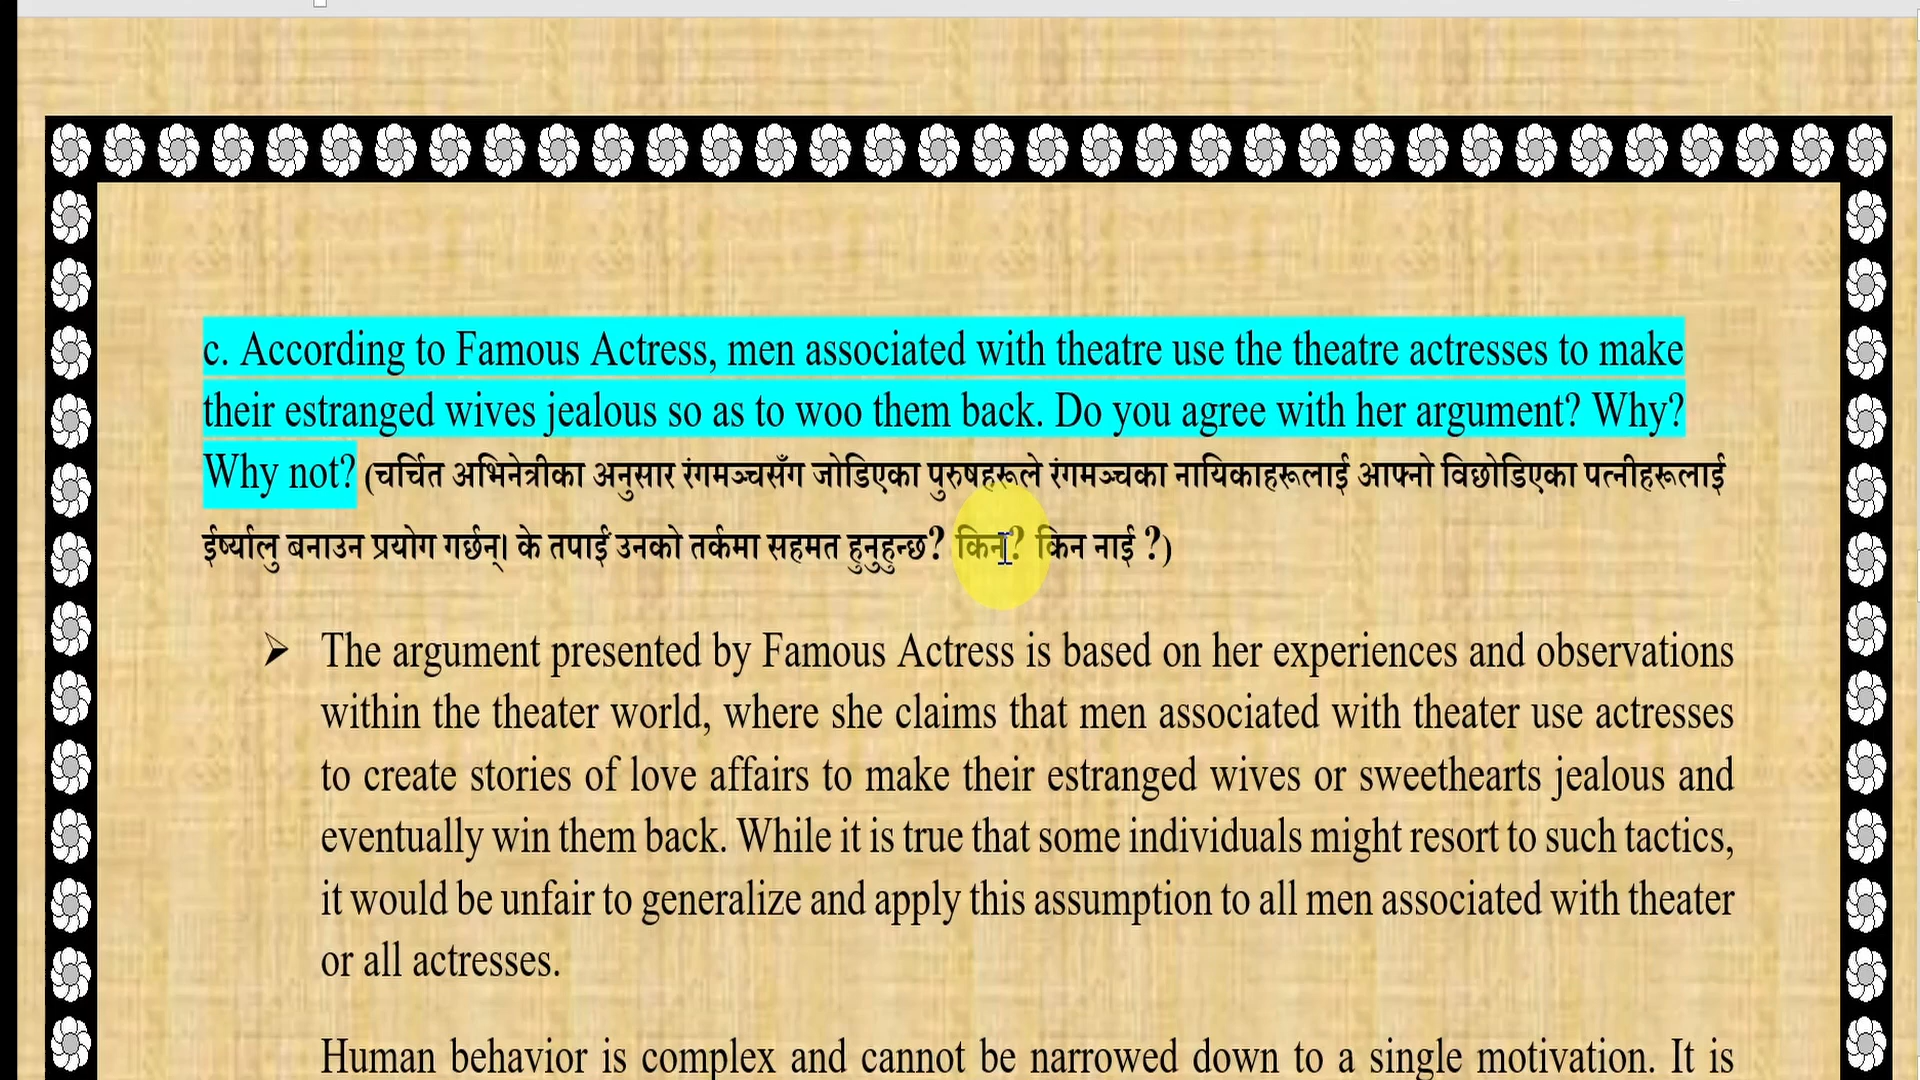 c. According to Famous Actress, men associated with theatre use the theatre actresses to make
their estranged wives jealous so as to woo them back. Do you agree with her argument? Why?
Why not? (चर्चित अभिनेत्रीका अनुसार रंगमञ्चसँग जोडिएका पुरुषहरूले रंगमञ्चका नायिकाहरूलाई आफ्नो विछोडिएका पत्नीहरूलाई
ईर्ष्यालु बनाउन प्रयोग गर्छन्। के तपाईं उनको तर्कमा सहमत हुनुहुन्छ? किन? किन नाई ?)
➢ The argument presented by Famous Actress is based on her experiences and observations
within the theater world, where she claims that men associated with theater use actresses
to create stories of love affairs to make their estranged wives or sweethearts jealous and
eventually win them back. While it is true that some individuals might resort to such tactics,
it would be unfair to generalize and apply this assumption to all men associated with theater
or all actresses.
Human behavior is complex and cannot be narrowed down to a single motivation. It is